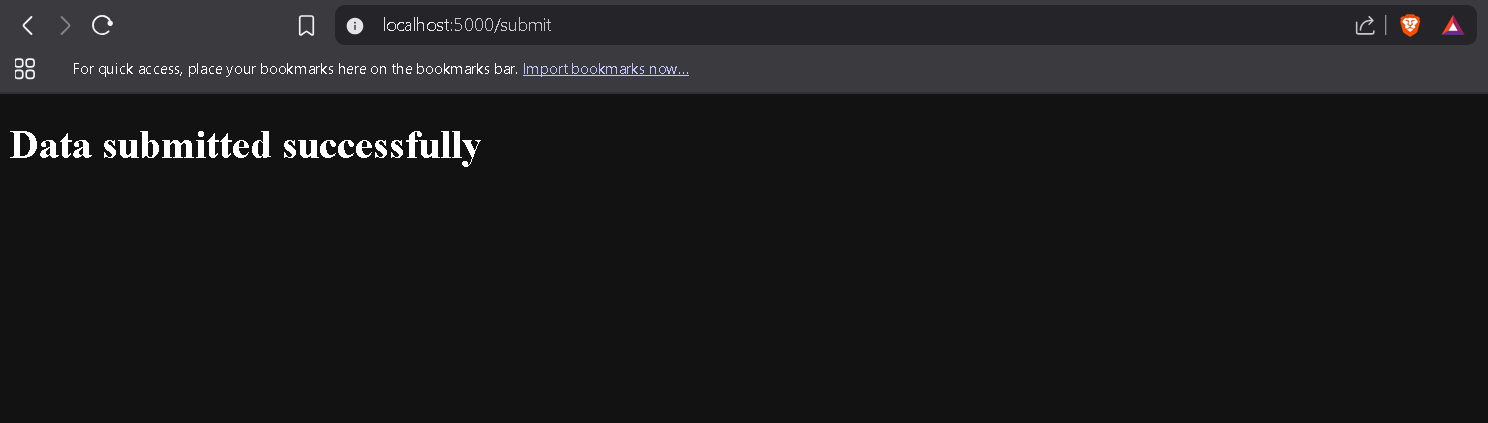 localhost:5000/submit
For quick access, place your bookmarks here on the bookmarks bar. Import bookmarks now...
Data submitted successfully